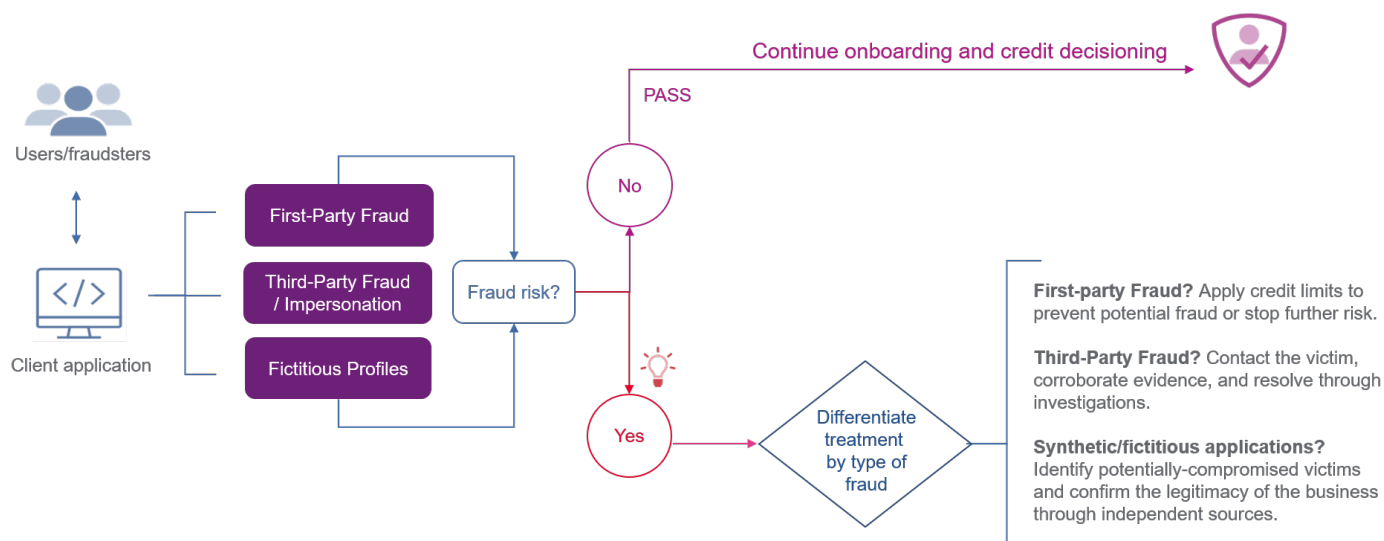 Continue onboarding and credit decisioning
PASS
Users/fraudsters
No
First-Party Fraud
Third-Party Fraud
/ Impersonation
Fraud risk?
Fictitious Profiles
</>
Client application
Yes
Differentiate
treatment
by type of
fraud
First-party Fraud? Apply credit limits to
prevent potential fraud or stop further risk.
Third-Party Fraud? Contact the victim,
corroborate evidence, and resolve through
investigations.
Synthetic/fictitious applications?
Identify potentially-compromised victims
and confirm the legitimacy of the business
through independent sources.